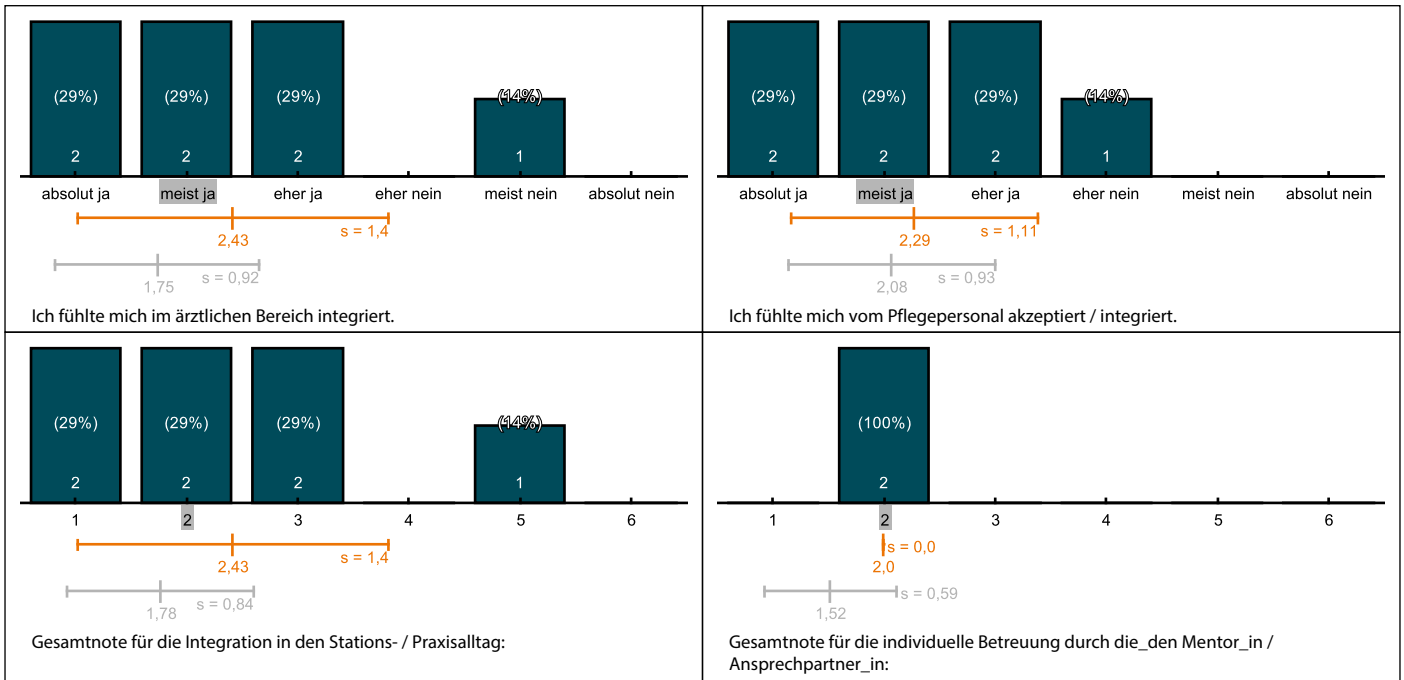 (29%) (29%) (29%) (14%)
2 2 2 1
absolut ja meist ja eher ja eher nein meist nein absolut nein
s = 1,4
2,43
s = 0,92
1,75
Ich fühlte mich im ärztlichen Bereich integriert.
(29%) (29%) (29%) (14%)
2 2 2 1
absolut ja meist ja eher ja eher nein meist nein absolut nein
s = 1,11
2,29
s = 0,93
2,08
Ich fühlte mich vom Pflegepersonal akzeptiert / integriert.
(29%) (29%) (29%) (14%)
2 2 2 1
1 2 3 4 5 6
s = 1,4
2,43
s = 0,84
1,78
Gesamtnote für die Integration in den Stations- / Praxisalltag:
(100%)
2
1 2 3 4 5 6
s = 0,0
2,0
s = 0,59
1,52
Gesamtnote für die individuelle Betreuung durch die_den Mentor_in /
Ansprechpartner_in: